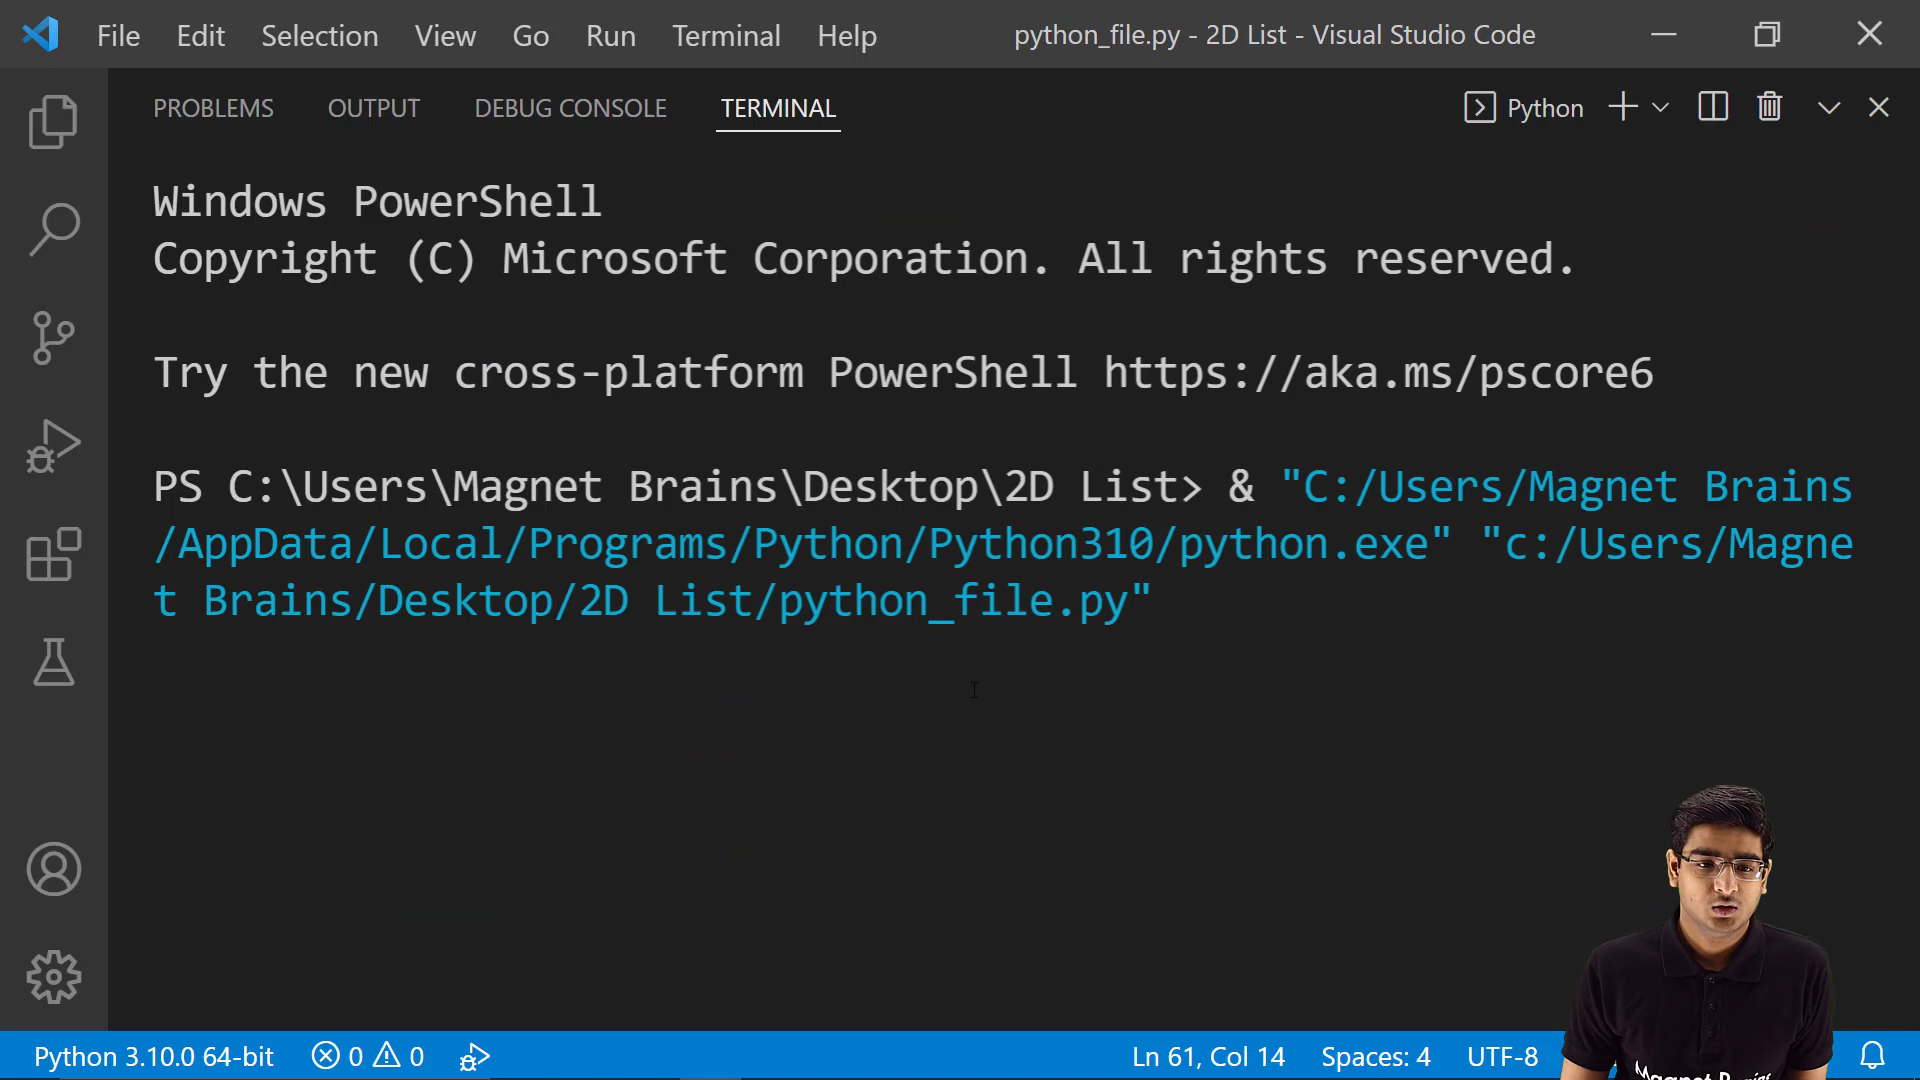 File Edit Selection View Go Run Terminal Help python_file.py - 2D List - Visual Studio Code
PROBLEMS OUTPUT DEBUG CONSOLE TERMINAL Python
Windows PowerShell
Copyright (C) Microsoft Corporation. All rights reserved.
Try the new cross-platform PowerShell https://aka.ms/pscore6
PS C:\Users\Magnet Brains\Desktop\2D List> & "C:/Users/Magnet Brains
/AppData/Local/Programs/Python/Python310/python.exe" "c:/Users/Magne
t Brains/Desktop/2D List/python_file.py"
Python 3.10.0 64-bit 0 0 Ln 61, Col 14 Spaces: 4 UTF-8